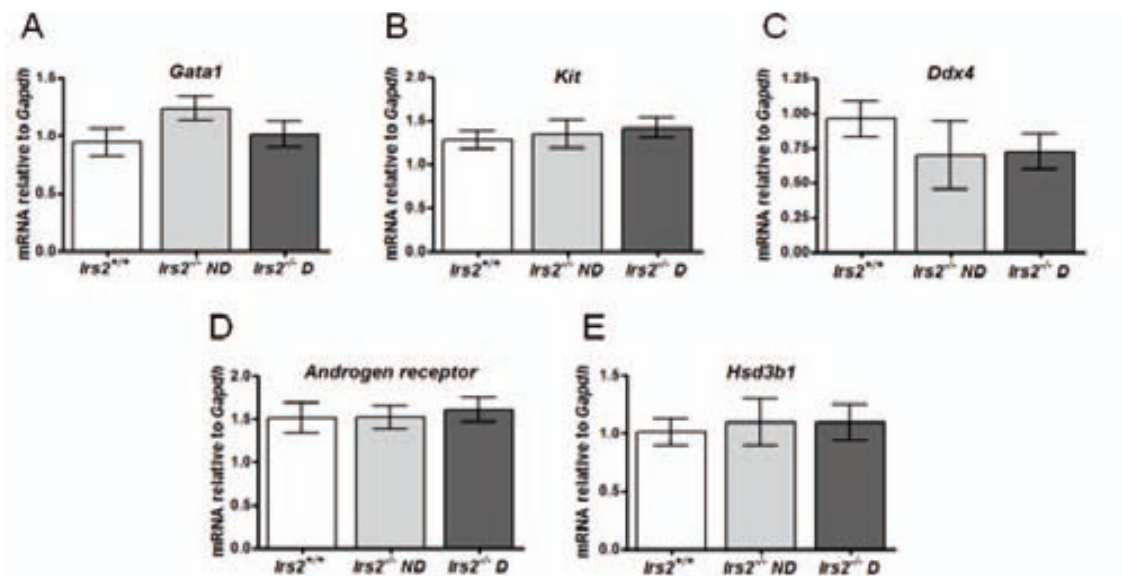 A
Gata1
mRNA relative to Gapdh
1.5
1.0
0.5
0.0
Irs2+/+ Irs2-/- ND Irs2-/- D
B
Kit
mRNA relative to Gapdh
2.0
1.5
1.0
0.5
0.0
Irs2+/+ Irs2-/- ND Irs2-/- D
C
Ddx4
mRNA relative to Gapdh
1.25
1.00
0.75
0.50
0.25
0.00
Irs2+/+ Irs2-/- ND Irs2-/- D
D
Androgen receptor
mRNA relative to Gapdh
2.0
1.5
1.0
0.5
0.0
Irs2+/+ Irs2-/- ND Irs2-/- D
E
Hsd3b1
mRNA relative to Gapdh
1.5
1.0
0.5
0.0
Irs2+/+ Irs2-/- ND Irs2-/- D